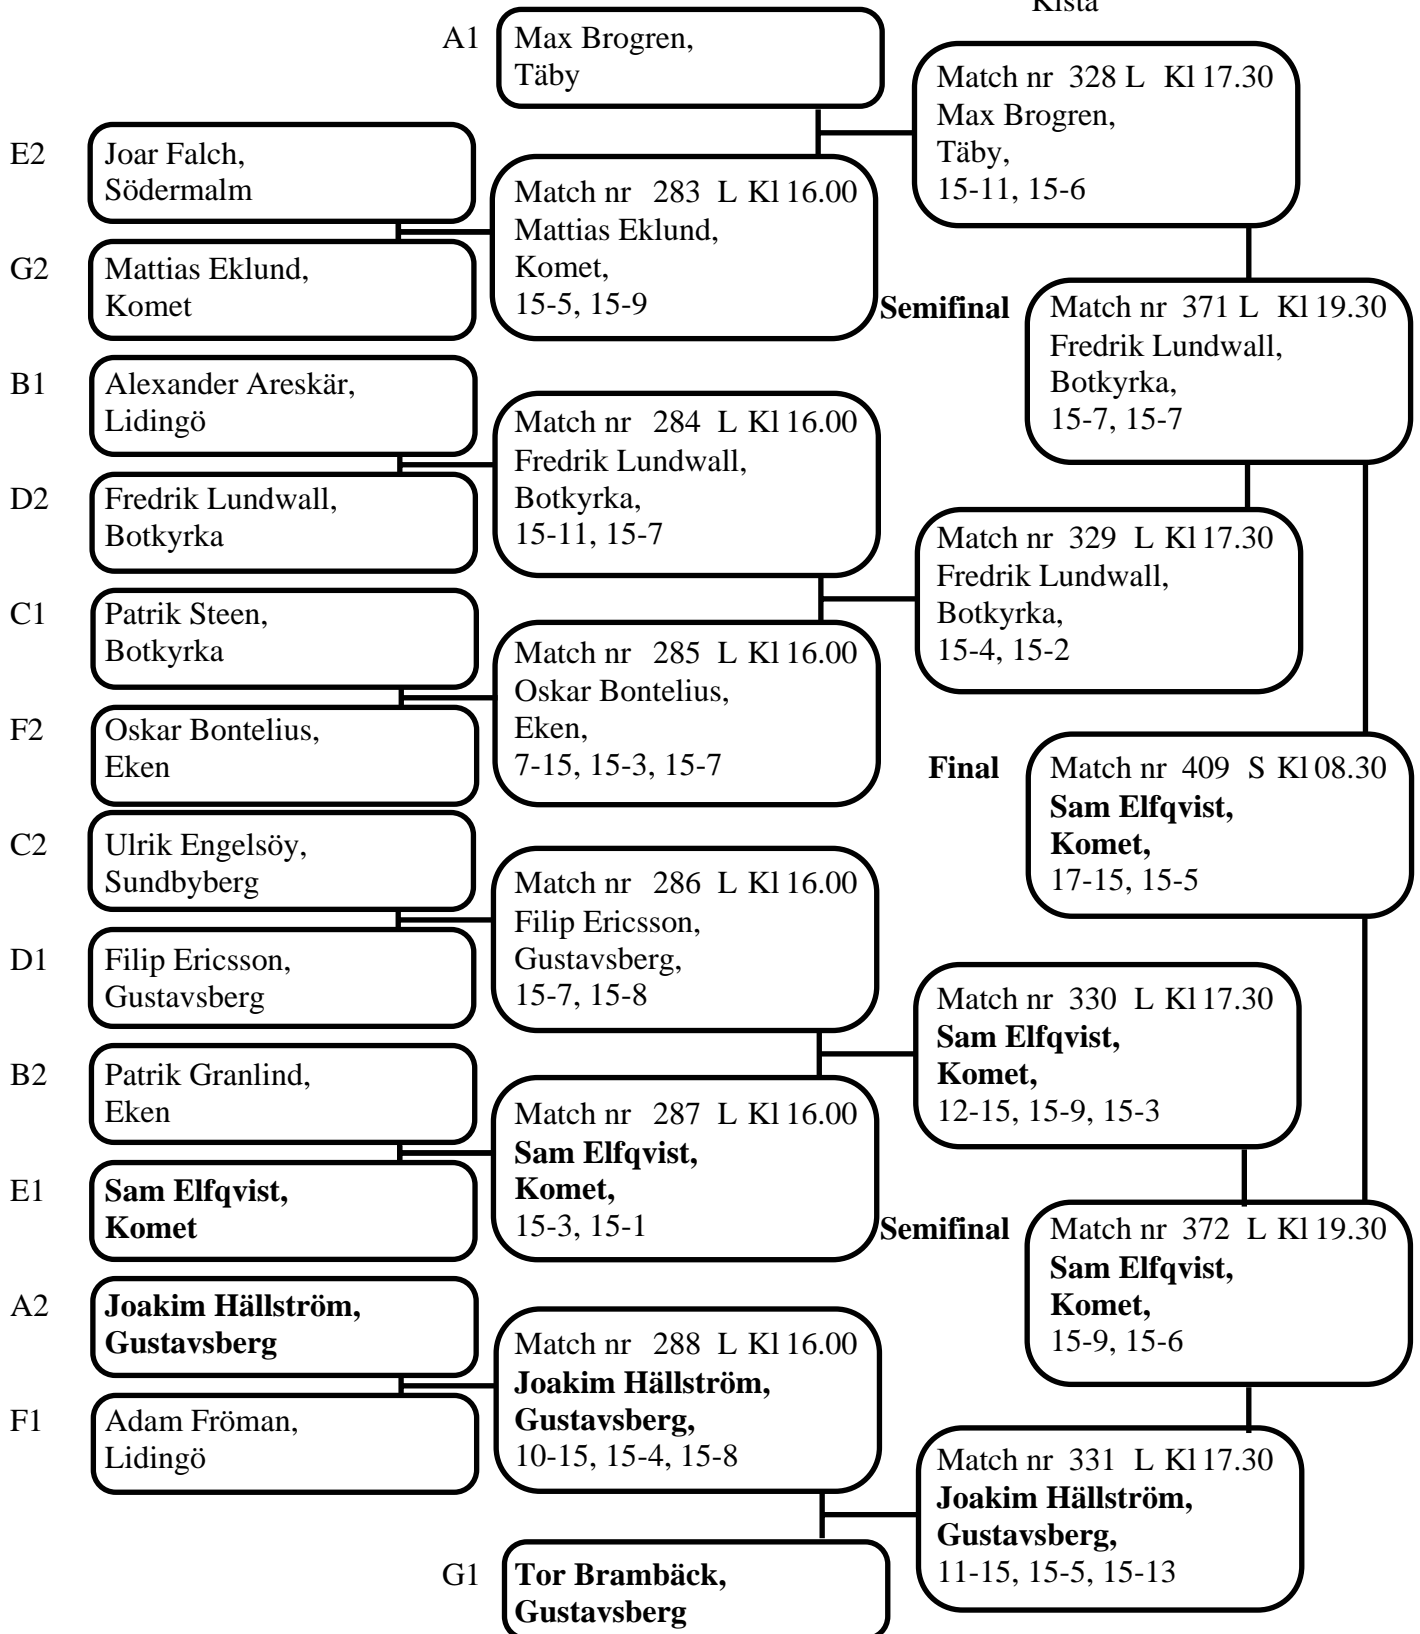 Kista
A1
Max Brogren,
Täby
Match nr 328 L Kl 17.30
Max Brogren,
Täby,
15-11, 15-6
E2
Joar Falch,
Södermalm
Match nr 283 L Kl 16.00
Mattias Eklund,
Komet,
15-5, 15-9
G2
Mattias Eklund,
Komet
Semifinal
Match nr 371 L Kl 19.30
Fredrik Lundwall,
Botkyrka,
15-7, 15-7
B1
Alexander Areskär,
Lidingö
Match nr 284 L Kl 16.00
Fredrik Lundwall,
Botkyrka,
15-11, 15-7
D2
Fredrik Lundwall,
Botkyrka
Match nr 329 L Kl 17.30
Fredrik Lundwall,
Botkyrka,
15-4, 15-2
C1
Patrik Steen,
Botkyrka
Match nr 285 L Kl 16.00
Oskar Bontelius,
Eken,
7-15, 15-3, 15-7
F2
Oskar Bontelius,
Eken
Final
Match nr 409 S Kl 08.30
Sam Elfqvist,
Komet,
17-15, 15-5
C2
Ulrik Engelsöy,
Sundbyberg
Match nr 286 L Kl 16.00
Filip Ericsson,
Gustavsberg,
15-7, 15-8
D1
Filip Ericsson,
Gustavsberg
Match nr 330 L Kl 17.30
Sam Elfqvist,
Komet,
12-15, 15-9, 15-3
B2
Patrik Granlind,
Eken
Match nr 287 L Kl 16.00
Sam Elfqvist,
Komet,
15-3, 15-1
E1
Sam Elfqvist,
Komet
Semifinal
Match nr 372 L Kl 19.30
Sam Elfqvist,
Komet,
15-9, 15-6
A2
Joakim Hällström,
Gustavsberg
Match nr 288 L Kl 16.00
Joakim Hällström,
Gustavsberg,
10-15, 15-4, 15-8
F1
Adam Fröman,
Lidingö
Match nr 331 L Kl 17.30
Joakim Hällström,
Gustavsberg,
11-15, 15-5, 15-13
G1
Tor Brambäck,
Gustavsberg